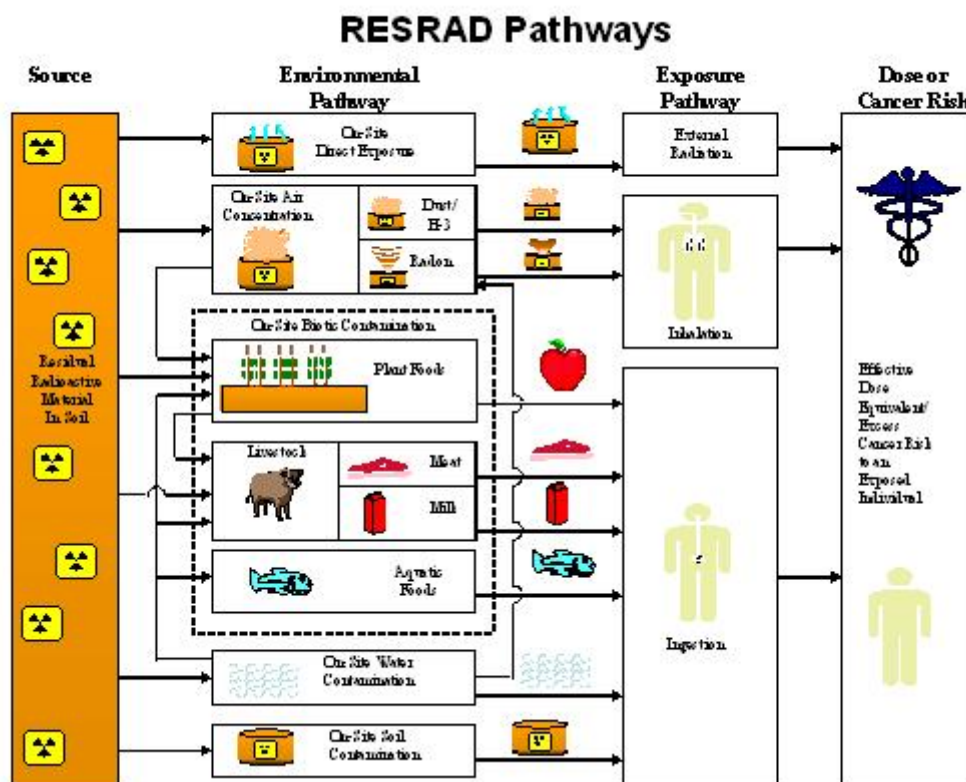 RESRAD Pathways
Source
Environmental
Pathway
Exposure
Pathway
Dose or
Cancer Risk
On-Site
Direct Exposure
External
Radiation
On-Site Air
Concentration
Dust/
H-3
Radon
Inhalation
On-Site Biotic Contamination
Plant Foods
Residual
Radioactive
Material
In Soil
Livestock
Meat
Milk
Aquatic
Foods
Effective
Dose
Equivalent/
Excess
Cancer Risk
to an
Exposed
Individual
Ingestion
On-Site Water
Contamination
On-Site Soil
Contamination